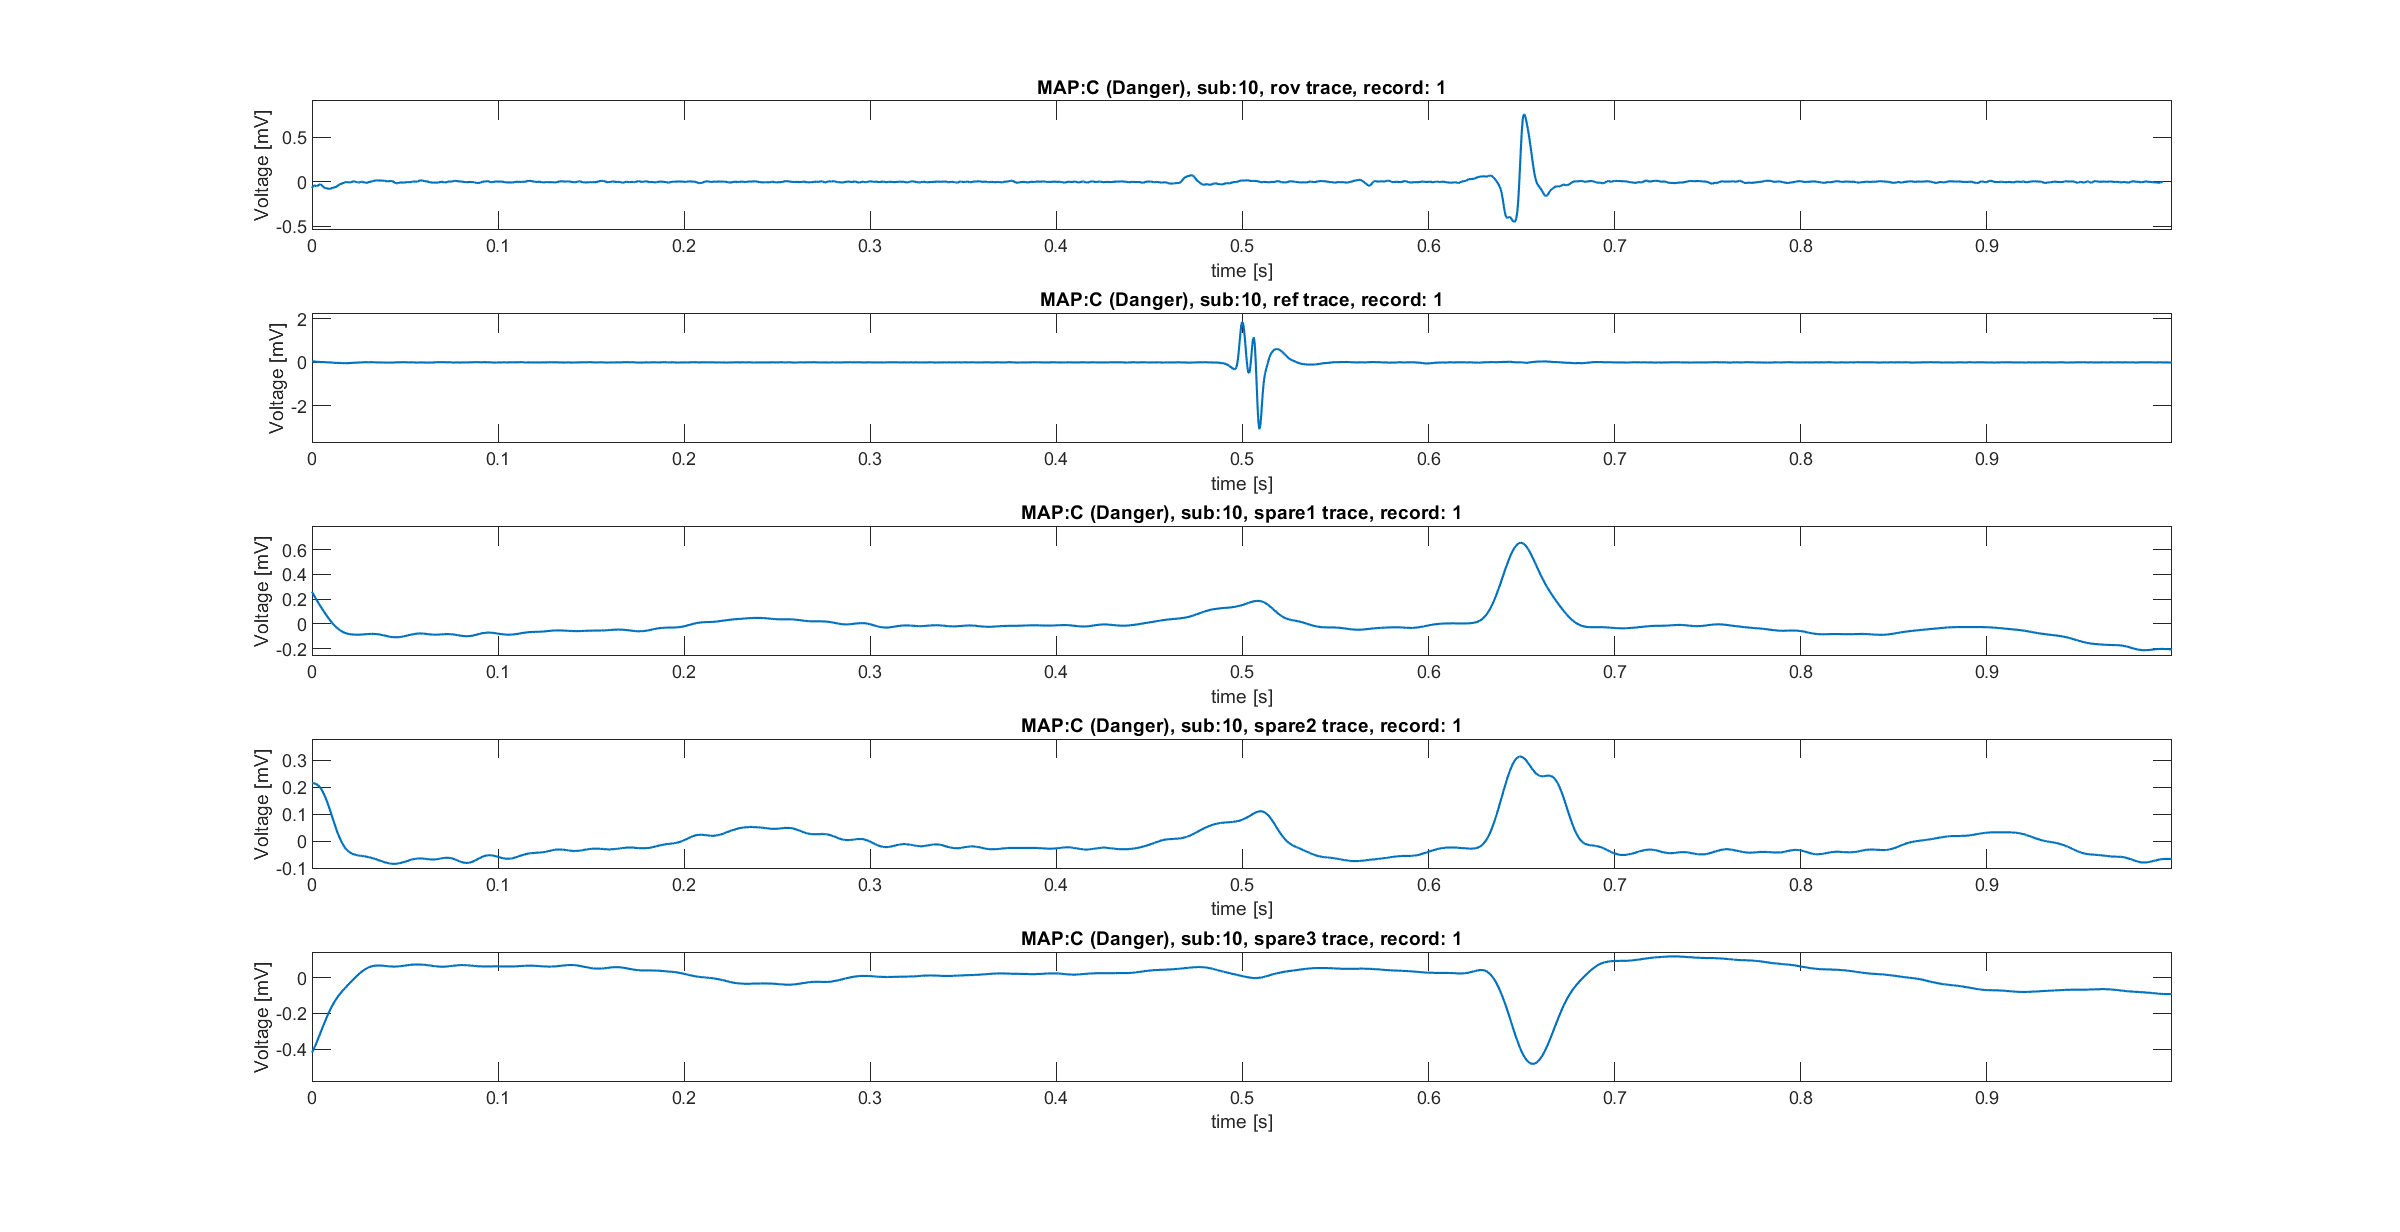 MAP:C (Danger), sub:10, rov trace, record: 1
Voltage [mV]
0.5
0
-0.5
0 0.1 0.2 0.3 0.4 0.5 0.6 0.7 0.8 0.9
time [s]
MAP:C (Danger), sub:10, ref trace, record: 1
Voltage [mV]
2
0
-2
0 0.1 0.2 0.3 0.4 0.5 0.6 0.7 0.8 0.9
time [s]
MAP:C (Danger), sub:10, spare1 trace, record: 1
Voltage [mV]
0.6
0.4
0.2
0
-0.2
0 0.1 0.2 0.3 0.4 0.5 0.6 0.7 0.8 0.9
time [s]
MAP:C (Danger), sub:10, spare2 trace, record: 1
Voltage [mV]
0.3
0.2
0.1
0
-0.1
0 0.1 0.2 0.3 0.4 0.5 0.6 0.7 0.8 0.9
time [s]
MAP:C (Danger), sub:10, spare3 trace, record: 1
Voltage [mV]
0
-0.2
-0.4
0 0.1 0.2 0.3 0.4 0.5 0.6 0.7 0.8 0.9
time [s]